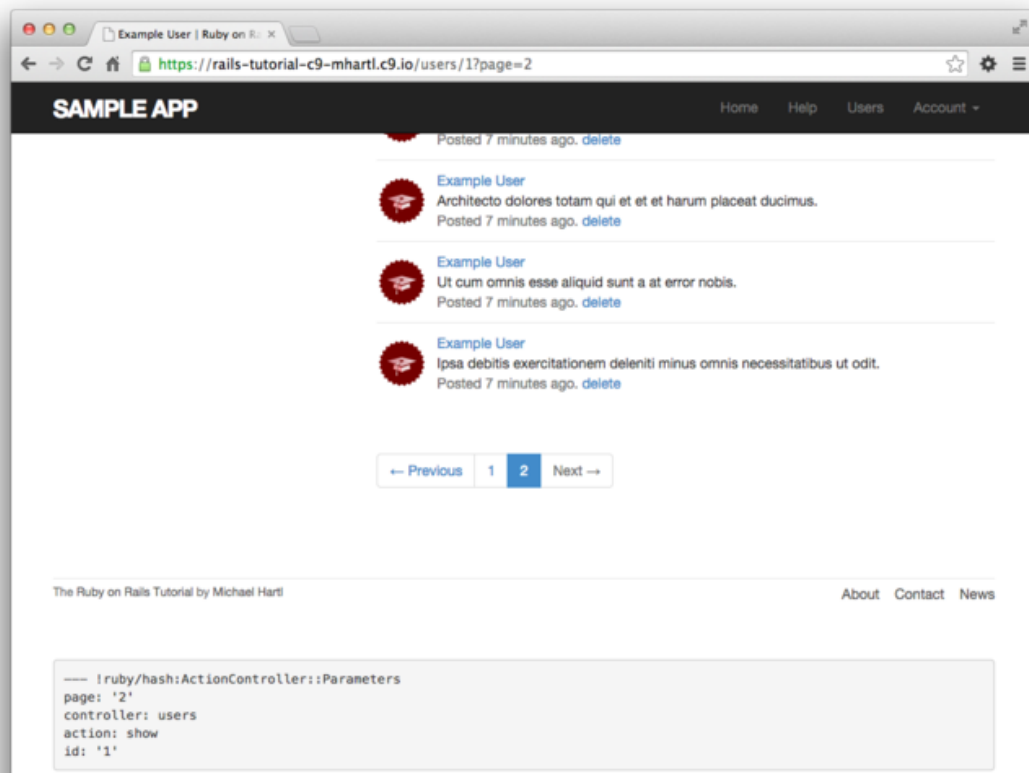 Example User | Ruby on Ra
https://rails-tutorial-c9-mhartl.c9.io/users/1?page=2
SAMPLE APP Home Help Users Account
Posted 7 minutes ago. delete
Example User
Architecto dolores totam qui et et et harum placeat ducimus.
Posted 7 minutes ago. delete
Example User
Ut cum omnis esse aliquid sunt a at error nobis.
Posted 7 minutes ago. delete
Example User
Ipsa debitis exercitationem deleniti minus omnis necessitatibus ut odit.
Posted 7 minutes ago. delete
← Previous 1 2 Next →
The Ruby on Rails Tutorial by Michael Hartl About Contact News
--- !ruby/hash:ActionController::Parameters
page: '2'
controller: users
action: show
id: '1'